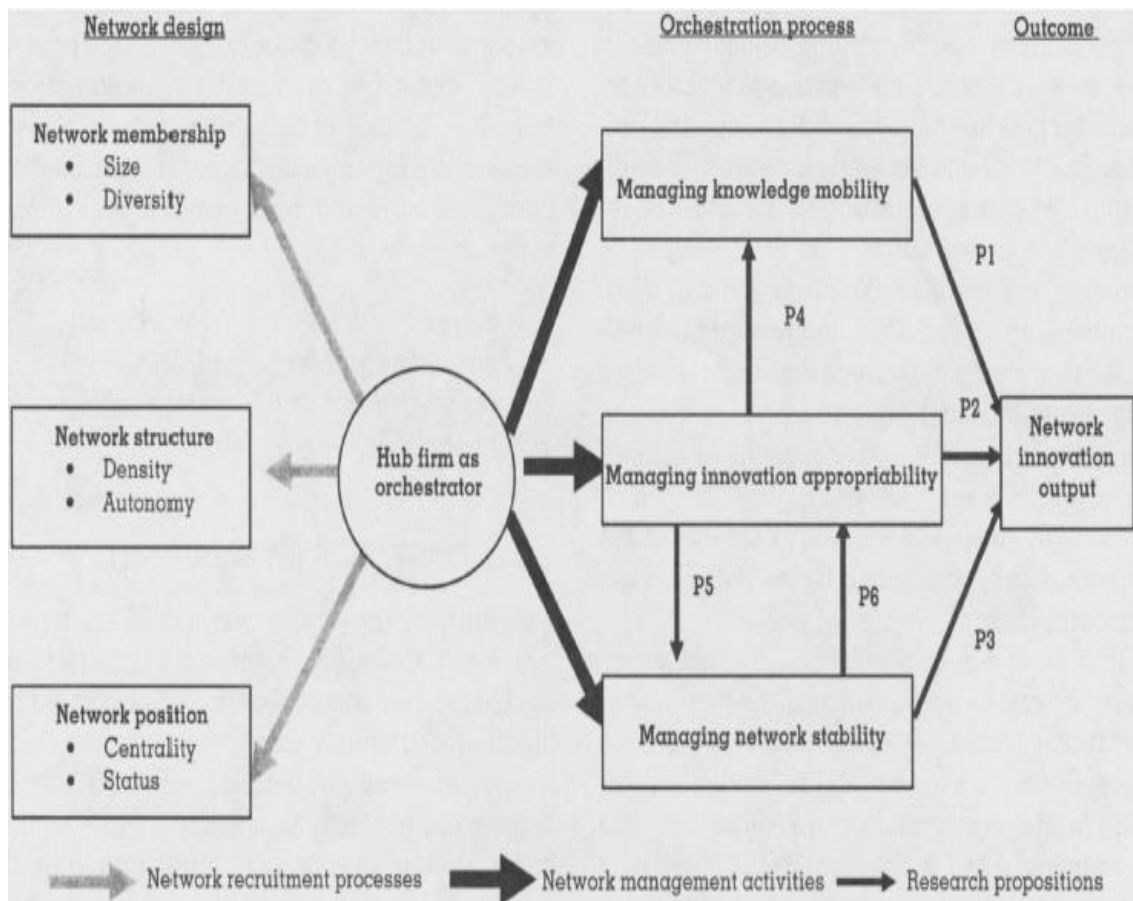 Network design
Orchestration process
Outcome
Network membership
• Size
• Diversity
Managing knowledge mobility
P1
P4
Network structure
• Density
• Autonomy
Hub firm as
orchestrator
Managing innovation appropriability
P2
Network
innovation
output
P5
P6
P3
Network position
• Centrality
• Status
Managing network stability
Network recruitment processes
Network management activities
Research propositions